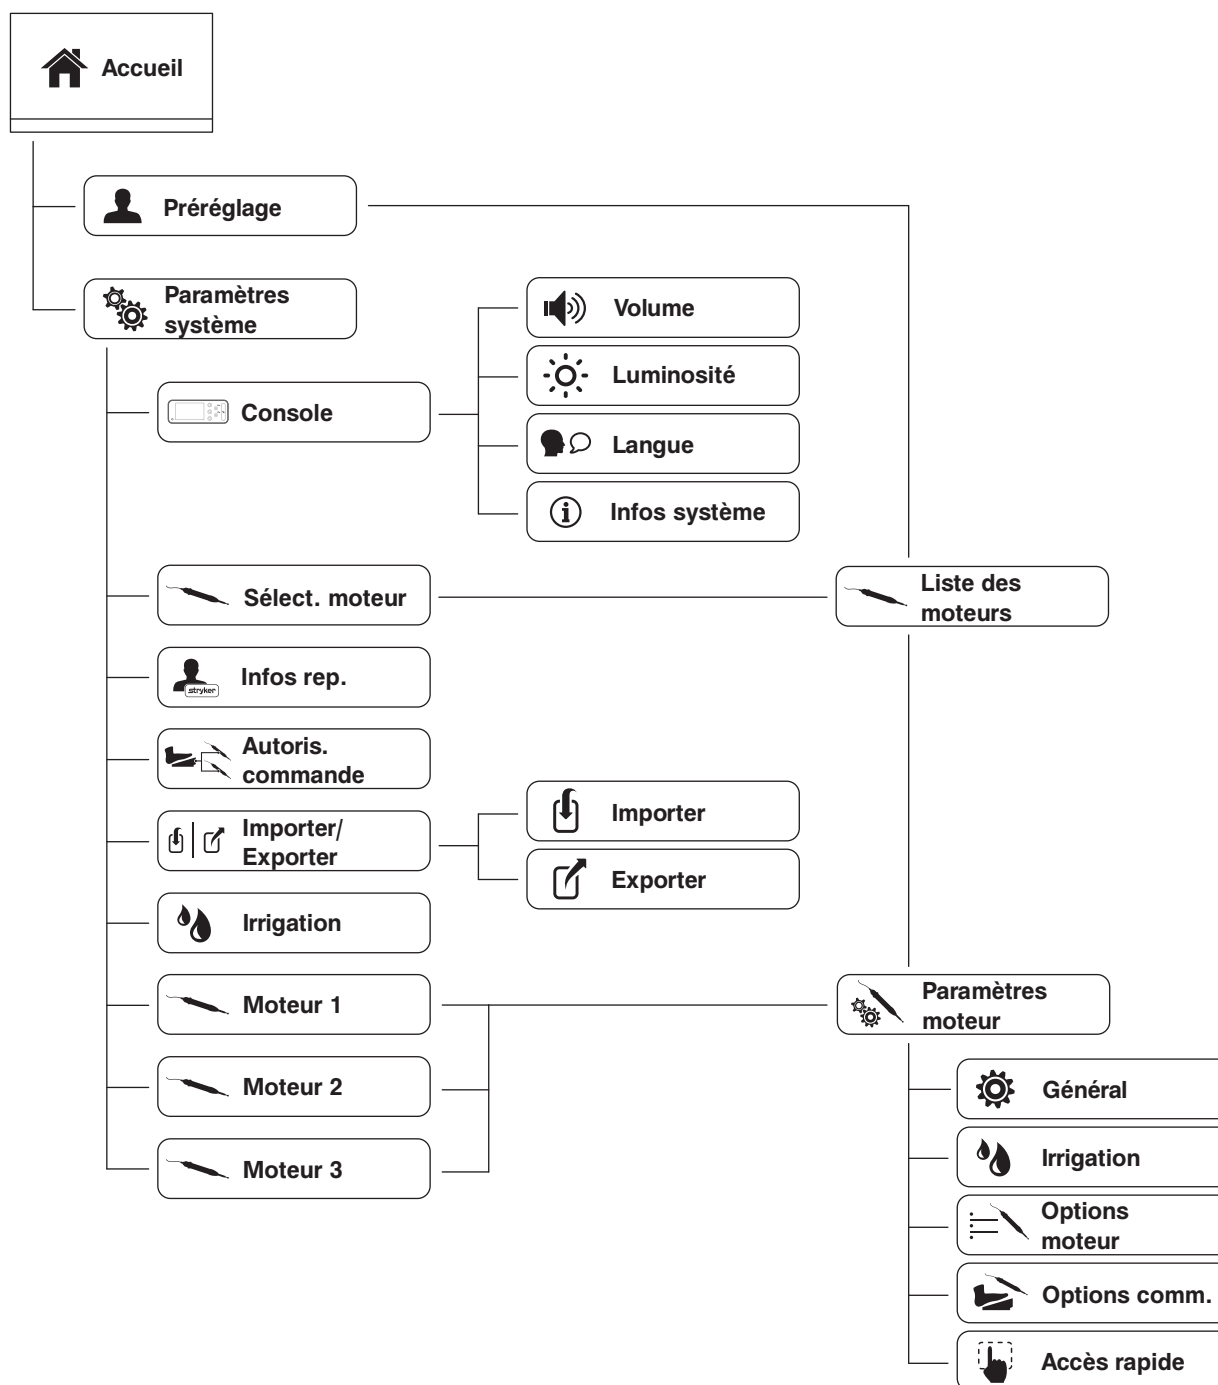 Accueil
Préréglage
Paramètres
système
Console
Volume
Luminosité
Langue
Infos système
Sélect. moteur
Liste des
moteurs
Infos rep.
stryker
Autoris.
commande
Importer/
Exporter
Importer
Exporter
Irrigation
Moteur 1
Moteur 2
Moteur 3
Paramètres
moteur
Général
Irrigation
Options
moteur
Options comm.
Accès rapide